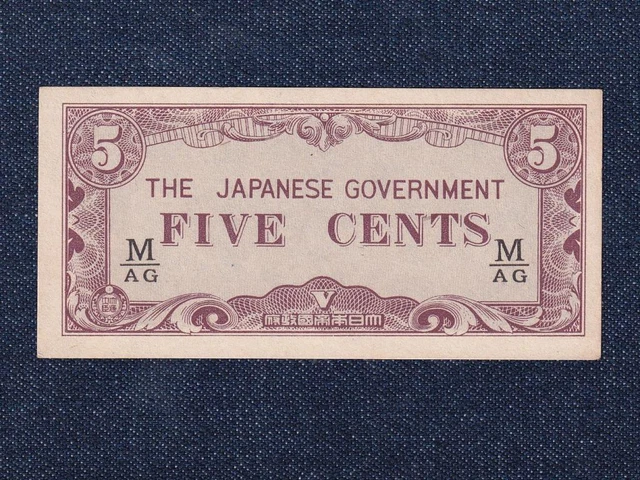 5 5
THE JAPANESE GOVERNMENT
FIVE CENTS
M M
AG AG
V
府政國帝本日大